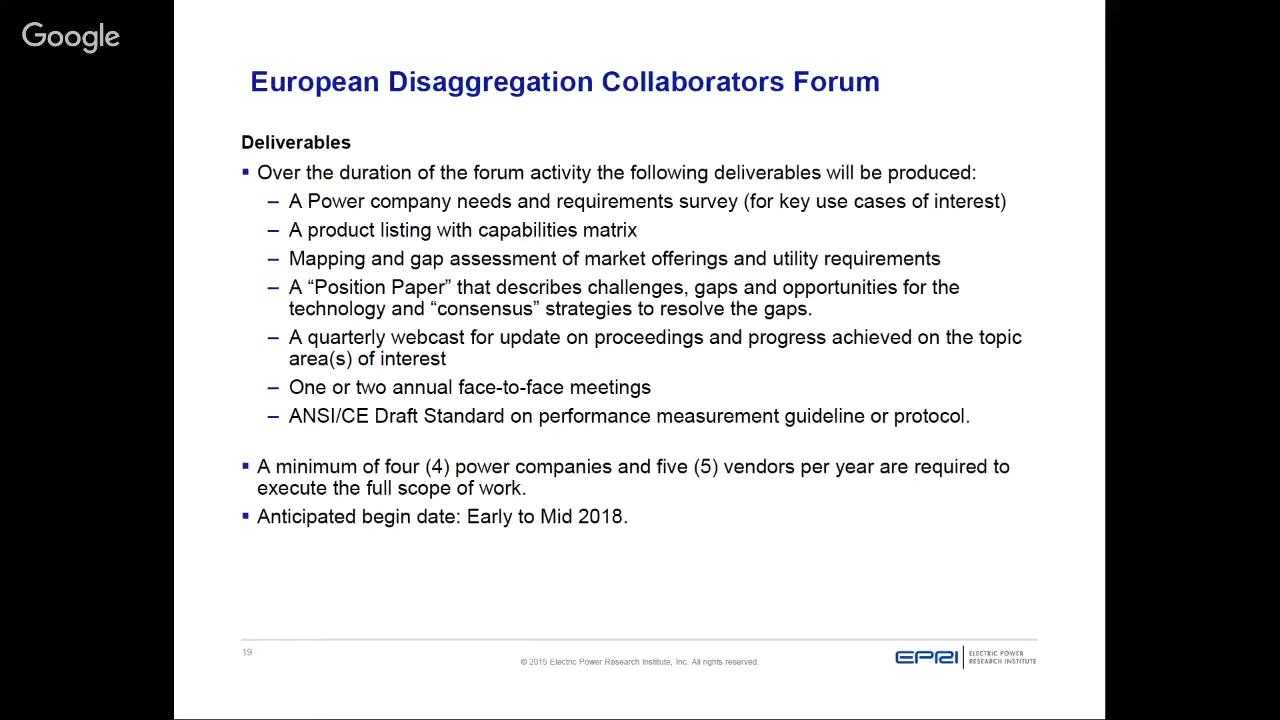 Google
European Disaggregation Collaborators Forum
Deliverables
▪ Over the duration of the forum activity the following deliverables will be produced:
– A Power company needs and requirements survey (for key use cases of interest)
– A product listing with capabilities matrix
– Mapping and gap assessment of market offerings and utility requirements
– A “Position Paper” that describes challenges, gaps and opportunities for the
technology and “consensus” strategies to resolve the gaps.
– A quarterly webcast for update on proceedings and progress achieved on the topic
area(s) of interest
– One or two annual face-to-face meetings
– ANSI/CE Draft Standard on performance measurement guideline or protocol.
▪ A minimum of four (4) power companies and five (5) vendors per year are required to
execute the full scope of work.
▪ Anticipated begin date: Early to Mid 2018.
19
© 2015 Electric Power Research Institute, Inc. All rights reserved.
EPRI
ELECTRIC POWER
RESEARCH INSTITUTE